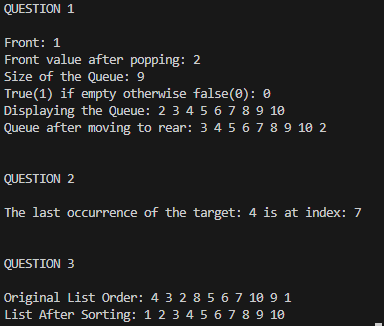 QUESTION 1
Front: 1
Front value after popping: 2
Size of the Queue: 9
True(1) if empty otherwise false(0): 0
Displaying the Queue: 2 3 4 5 6 7 8 9 10
Queue after moving to rear: 3 4 5 6 7 8 9 10 2
QUESTION 2
The last occurrence of the target: 4 is at index: 7
QUESTION 3
Original List Order: 4 3 2 8 5 6 7 10 9 1
List After Sorting: 1 2 3 4 5 6 7 8 9 10